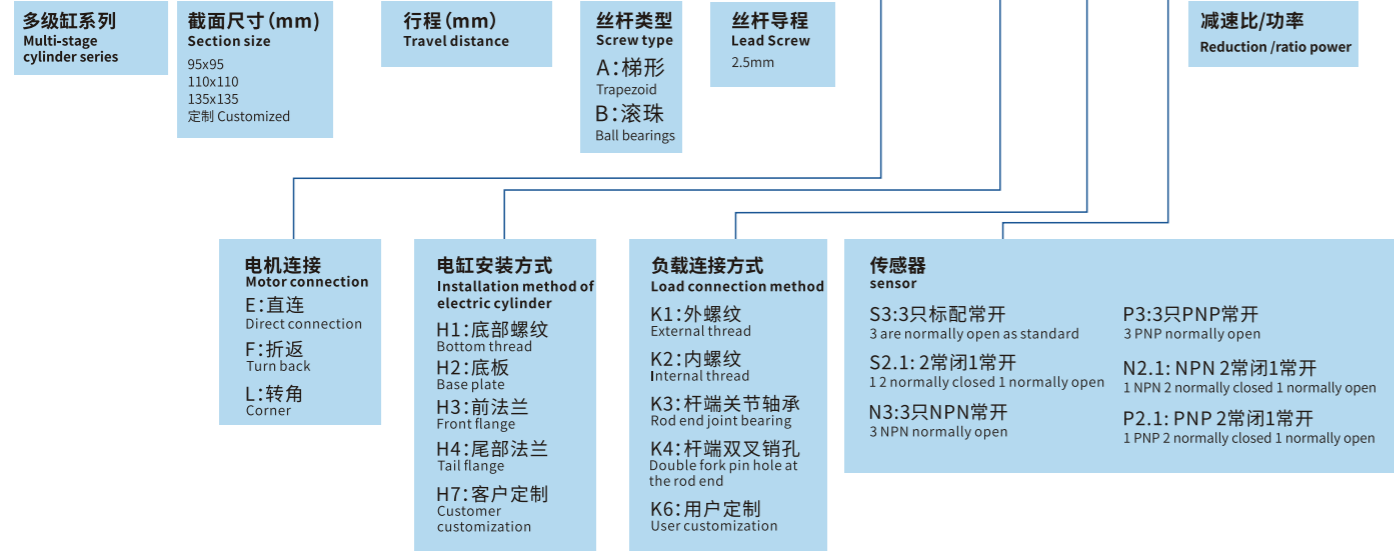 多级缸系列
Multi-stage
cylinder series
截面尺寸(mm)
Section size
95x95
110x110
135x135
定制 Customized
行程(mm)
Travel distance
丝杆类型
Screw type
A:梯形
Trapezoid
B:滚珠
Ball bearings
丝杆导程
Lead Screw
2.5mm
减速比/功率
Reduction /ratio power
电机连接
Motor connection
E:直连
Direct connection
F:折返
Turn back
L:转角
Corner
电缸安装方式
Installation method of
electric cylinder
H1:底部螺纹
Bottom thread
H2:底板
Base plate
H3:前法兰
Front flange
H4:尾部法兰
Tail flange
H7:客户定制
Customer
customization
负载连接方式
Load connection method
K1:外螺纹
External thread
K2:内螺纹
Internal thread
K3:杆端关节轴承
Rod end joint bearing
K4:杆端双叉销孔
Double fork pin hole at
the rod end
K6:用户定制
User customization
传感器
sensor
S3:3只标配常开
3 are normally open as standard
S2.1: 2常闭1常开
1 2 normally closed 1 normally open
N3:3只NPN常开
3 NPN normally open
P3:3只PNP常开
3 PNP normally open
N2.1: NPN 2常闭1常开
1 NPN 2 normally closed 1 normally open
P2.1: PNP 2常闭1常开
1 PNP 2 normally closed 1 normally open